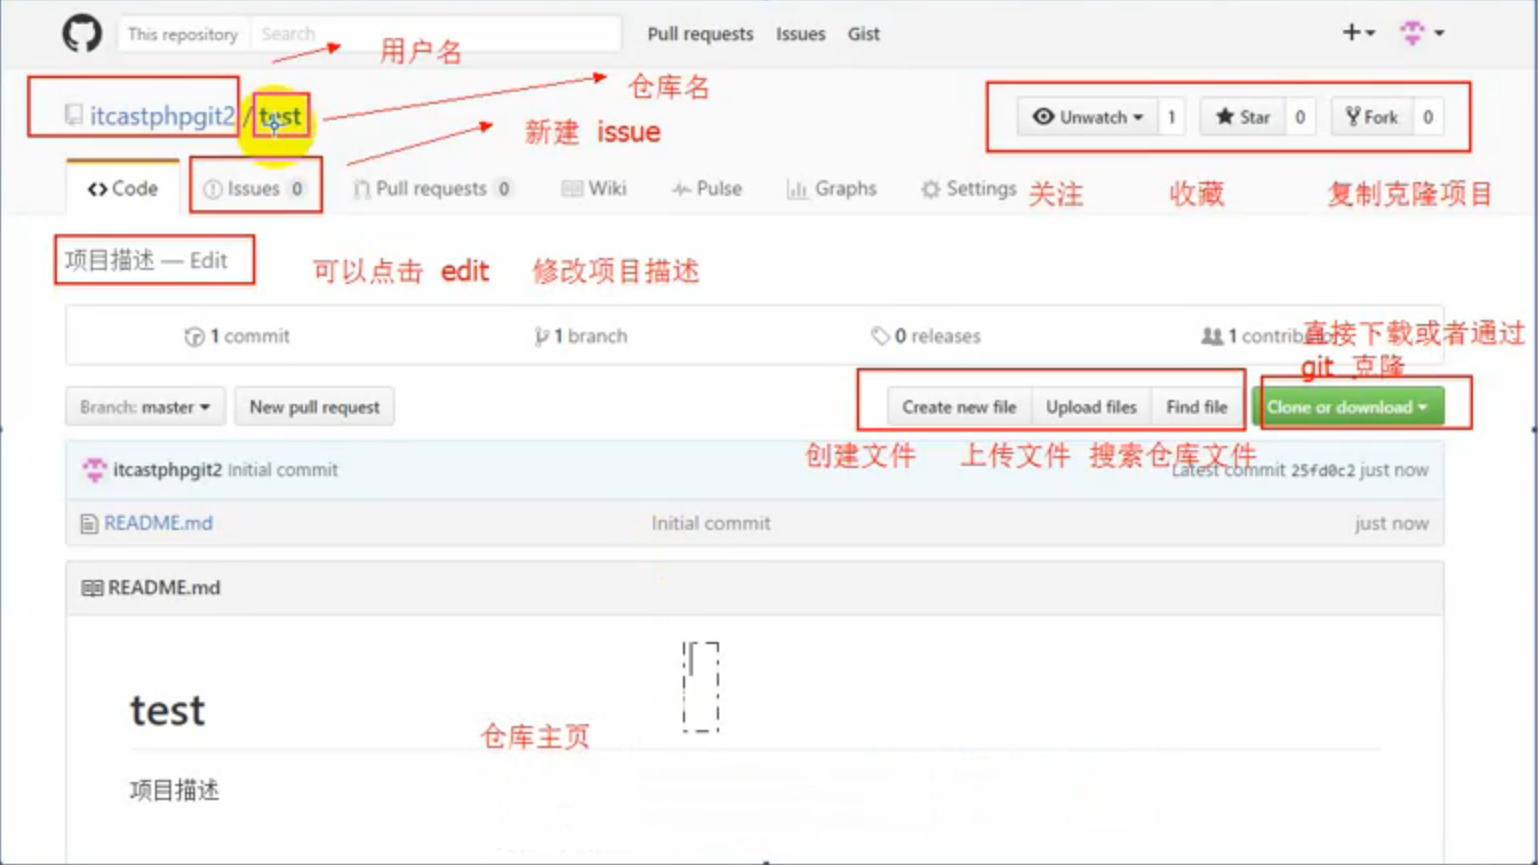 This repository Search Pull requests Issues Gist
用户名
仓库名
itcastphpgit2 / test Unwatch 1 Star 0 Fork 0
新建 issue
Code Issues 0 Pull requests 0 Wiki Pulse Graphs Settings 关注 收藏 复制克隆项目
项目描述 — Edit 可以点击 edit 修改项目描述
1 commit 1 branch 0 releases 1
直接下载或者通过
git 克隆
Branch: master New pull request Create new file Upload files Find file Clone or download
创建文件 上传文件 搜索仓库文件
itcastphpgit2 Initial commit Latest commit 25fd0c2 just now
README.md Initial commit just now
README.md
test
仓库主页
项目描述